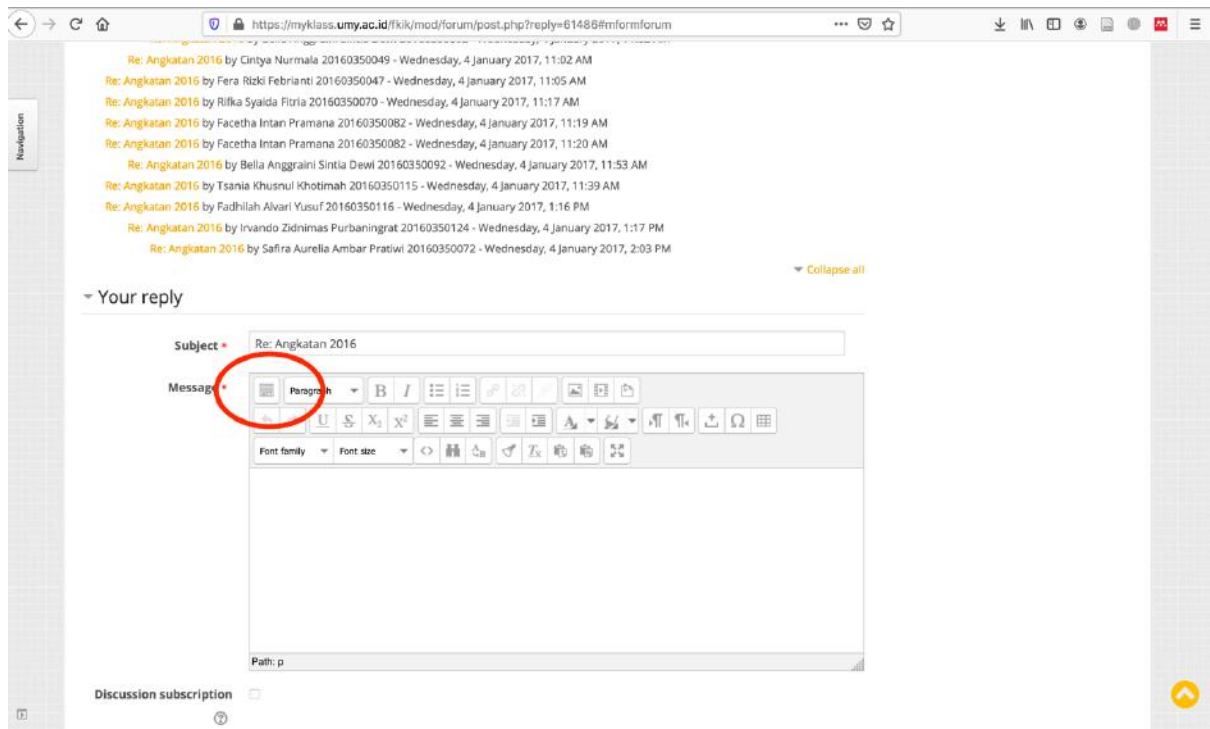 https://myklass.umy.ac.id/fkik/mod/forum/post.php?reply=61486#mformforum
Re: Angkatan 2016 by Cintya Nurmala 20160350049 - Wednesday, 4 January 2017, 11:02 AM
Re: Angkatan 2016 by Fera Rizki Febrianti 20160350047 - Wednesday, 4 January 2017, 11:05 AM
Re: Angkatan 2016 by Rifka Syaida Fitria 20160350070 - Wednesday, 4 January 2017, 11:17 AM
Re: Angkatan 2016 by Facetha Intan Pramana 20160350082 - Wednesday, 4 January 2017, 11:19 AM
Re: Angkatan 2016 by Facetha Intan Pramana 20160350082 - Wednesday, 4 January 2017, 11:20 AM
Re: Angkatan 2016 by Bella Anggraini Sintia Dewi 20160350092 - Wednesday, 4 January 2017, 11:53 AM
Re: Angkatan 2016 by Tsania Khusnul Khotimah 20160350115 - Wednesday, 4 January 2017, 11:39 AM
Re: Angkatan 2016 by Fadhilah Alvari Yusuf 20160350116 - Wednesday, 4 January 2017, 1:16 PM
Re: Angkatan 2016 by Irvando Zidnimas Purbaningrat 20160350124 - Wednesday, 4 January 2017, 1:17 PM
Re: Angkatan 2016 by Safira Aurelia Ambar Pratiwi 20160350072 - Wednesday, 4 January 2017, 2:03 PM
Navigation
Collapse all
Your reply
Subject
Re: Angkatan 2016
Message
Paragraph
Font family
Font size
Path: p
Discussion subscription